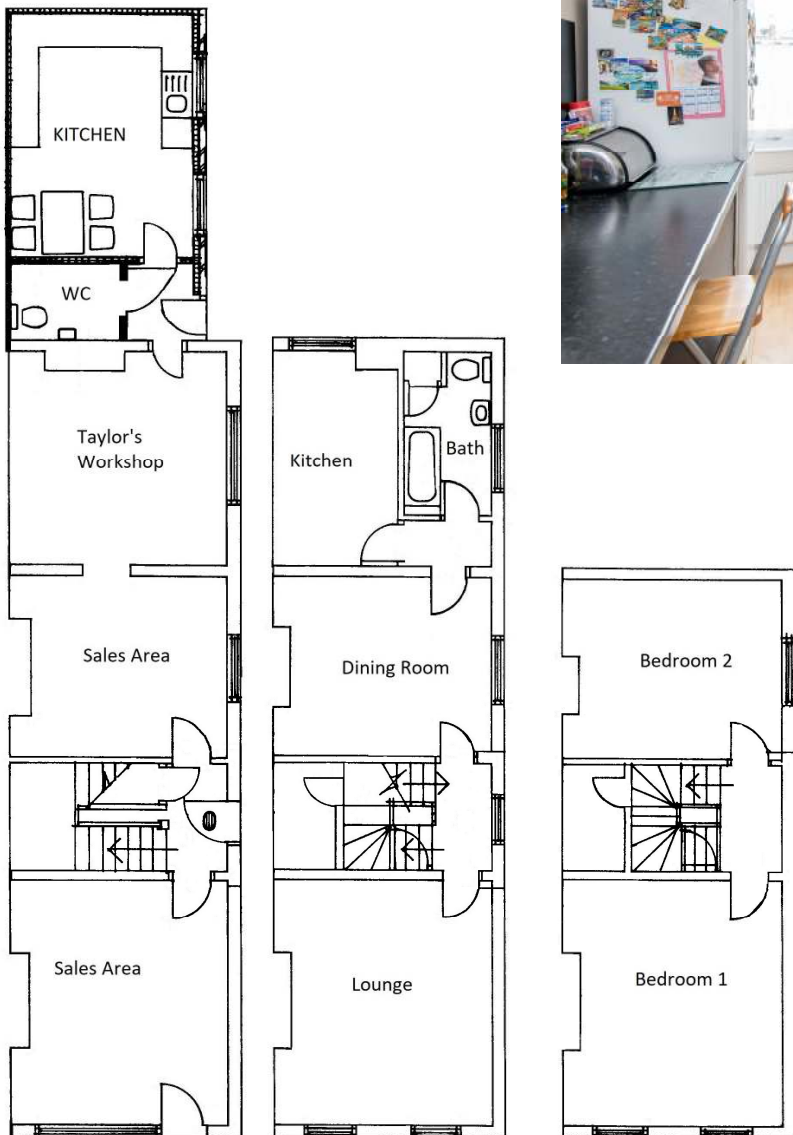 KITCHEN
WC
Taylor's
Workshop
Sales Area
Sales Area
Kitchen
Bath
Dining Room
Lounge
Bedroom 2
Bedroom 1